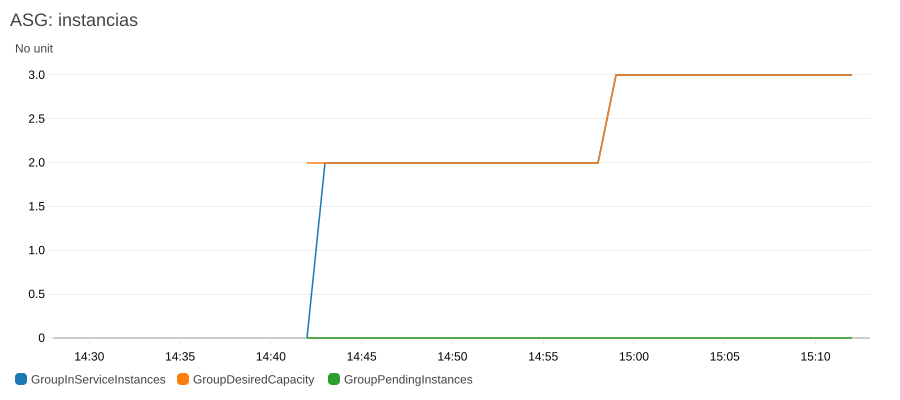 ASG: instancias
No unit
3.0
2.5
2.0
1.5
1.0
0.5
0
14:30 14:35 14:40 14:45 14:50 14:55 15:00 15:05 15:10
GroupInServiceInstances GroupDesiredCapacity GroupPendingInstances